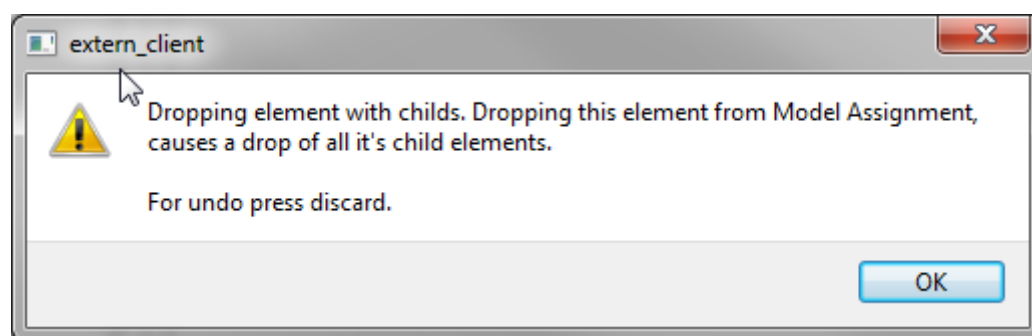 extern_client
Dropping element with childs. Dropping this element from Model Assignment,
causes a drop of all it's child elements.
For undo press discard.
OK